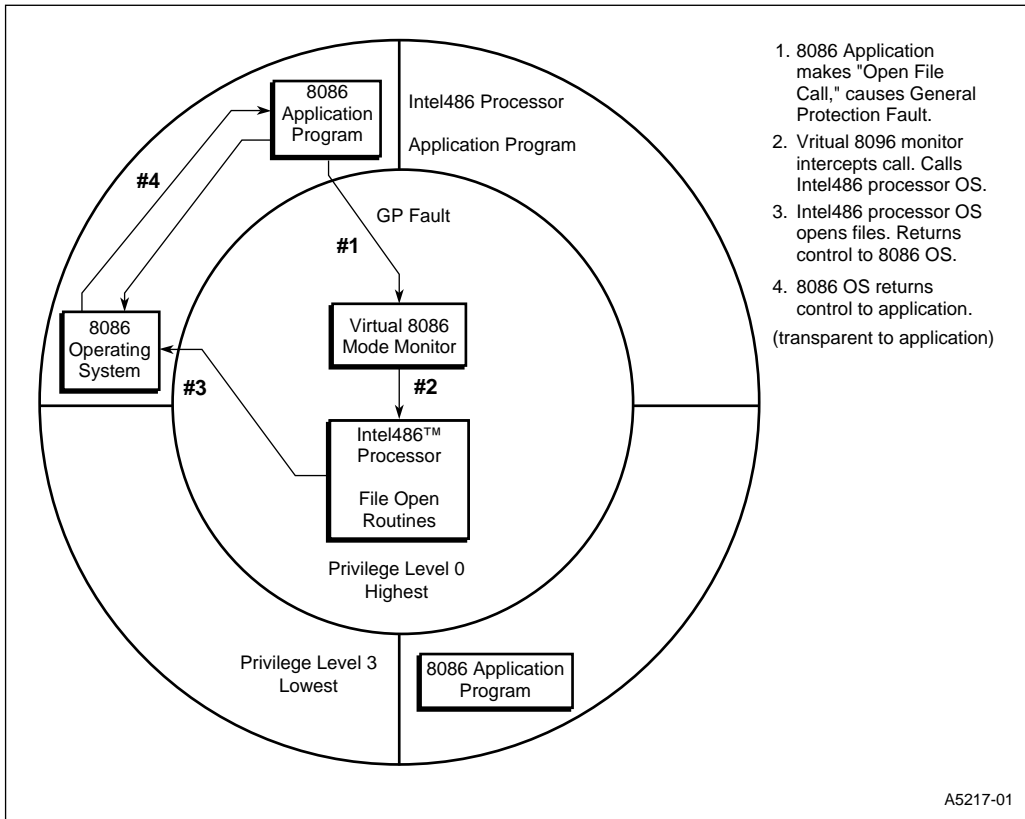 8086
Application
Program
Intel486 Processor
Application Program
#4
GP Fault
#1
8086
Operating
System
Virtual 8086
Mode Monitor
#3
#2
Intel486™
Processor
File Open
Routines
Privilege Level 0
Highest
Privilege Level 3
Lowest
8086 Application
Program
1. 8086 Application
makes "Open File
Call," causes General
Protection Fault.
2. Vritual 8096 monitor
intercepts call. Calls
Intel486 processor OS.
3. Intel486 processor OS
opens files. Returns
control to 8086 OS.
4. 8086 OS returns
control to application.
(transparent to application)
A5217-01